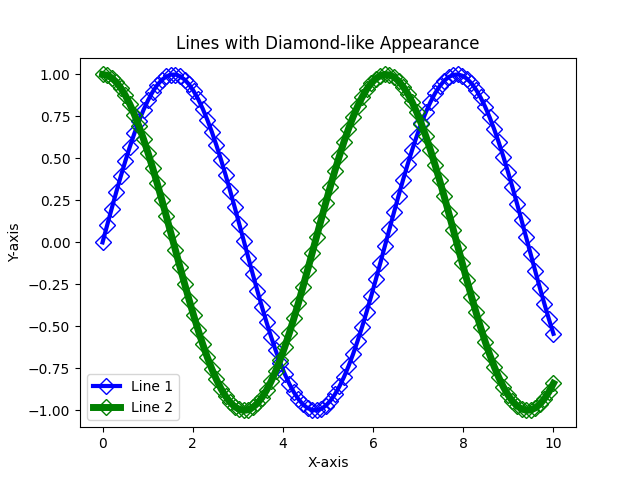 Lines with Diamond-like Appearance
1.00
0.75
0.50
0.25
0.00
−0.25
−0.50
−0.75
−1.00
Y-axis
Line 1
Line 2
0 2 4 6 8 10
X-axis